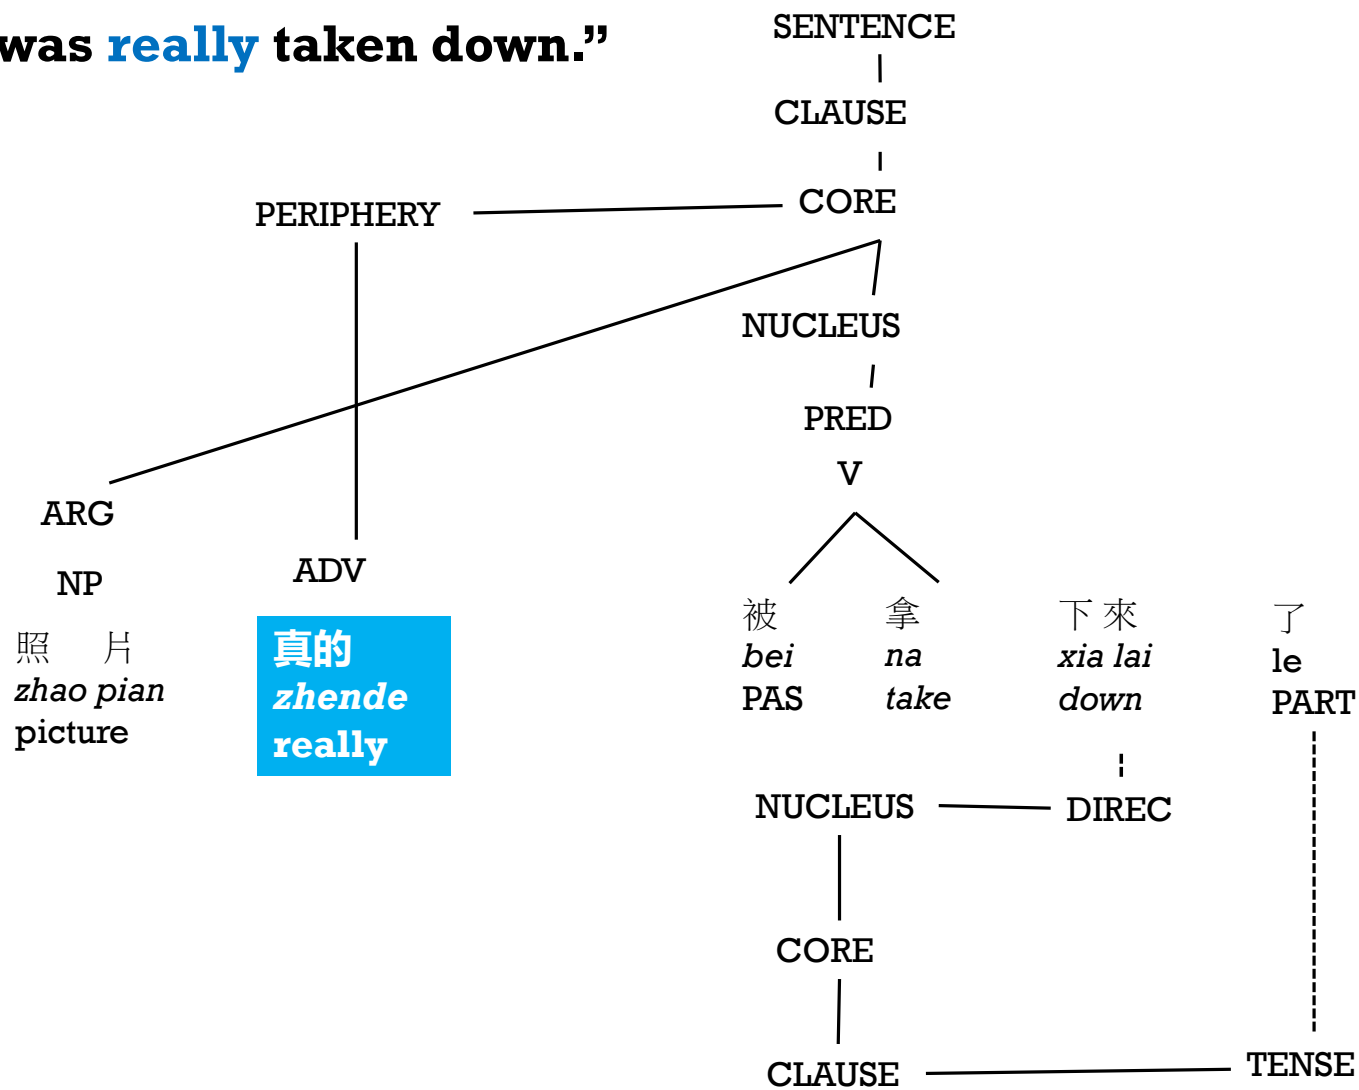 was really taken down.”
SENTENCE
CLAUSE
PERIPHERY CORE
NUCLEUS
PRED
V
ARG
NP
ADV
照 片
zhao pian
picture
真的
zhende
really
被
bei
PAS
拿
na
take
下 來
xia lai
down
了
le
PART
NUCLEUS DIREC
CORE
CLAUSE TENSE